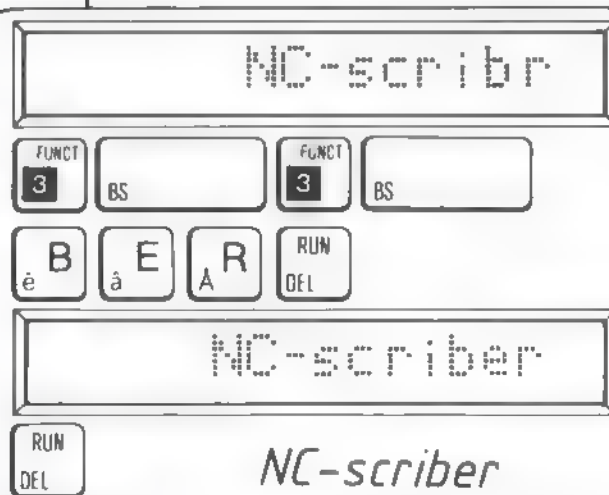 NC-scribr
FUNCT 3 BS FUNCT 3 BS
ė B â E Å R RUN DEL
NC-scriber
RUN DEL NC-scriber